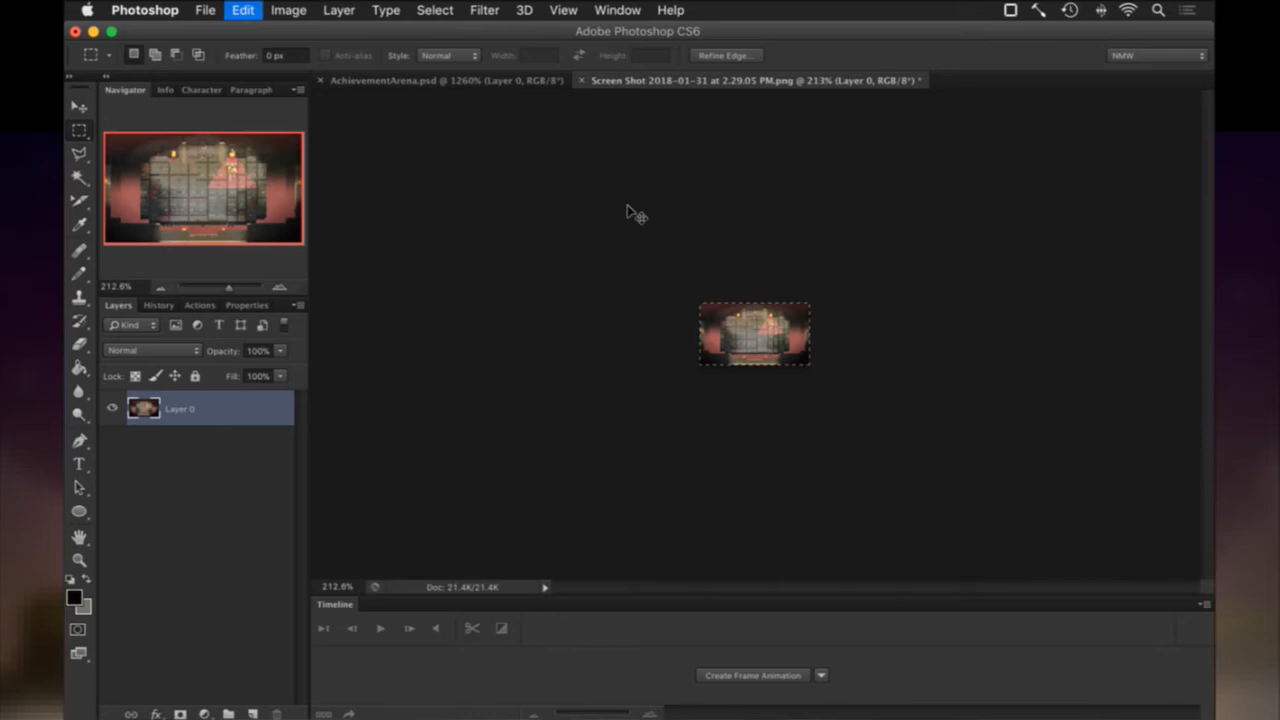 Photoshop File Edit Image Layer Type Select Filter 3D View Window Help
Adobe Photoshop CS6
Feather: 0 px Anti-alias Style: Normal Width: Height: Refine Edge... NMW
AchievementArena.psd @ 1260% (Layer 0, RGB/8*) Screen Shot 2018-01-31 at 2.29.05 PM.png @ 213% (Layer 0, RGB/8*) *
Navigator Info Character Paragraph
212.6%
Layers History Actions Properties
Kind
Normal Opacity: 100%
Lock: Fill: 100%
Layer 0
212.6% Doc: 21.4K/21.4K
Timeline
Create Frame Animation